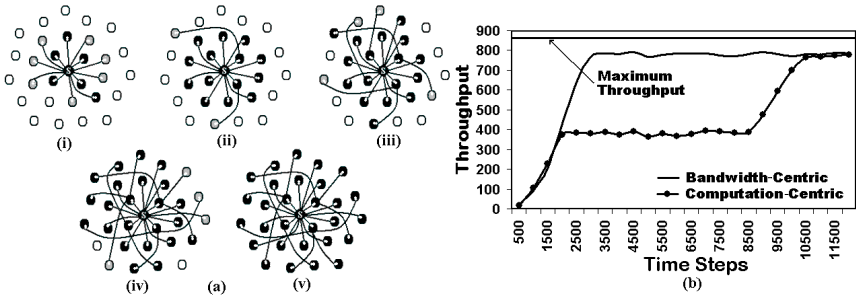 (i)
(ii)
(iii)
(iv)
(a)
(v)
Throughput
900
800
700
600
500
400
300
200
100
0
Maximum
Throughput
Bandwidth-Centric
Computation-Centric
500
1500
2500
3500
4500
5500
6500
7500
8500
9500
10500
11500
Time Steps
(b)